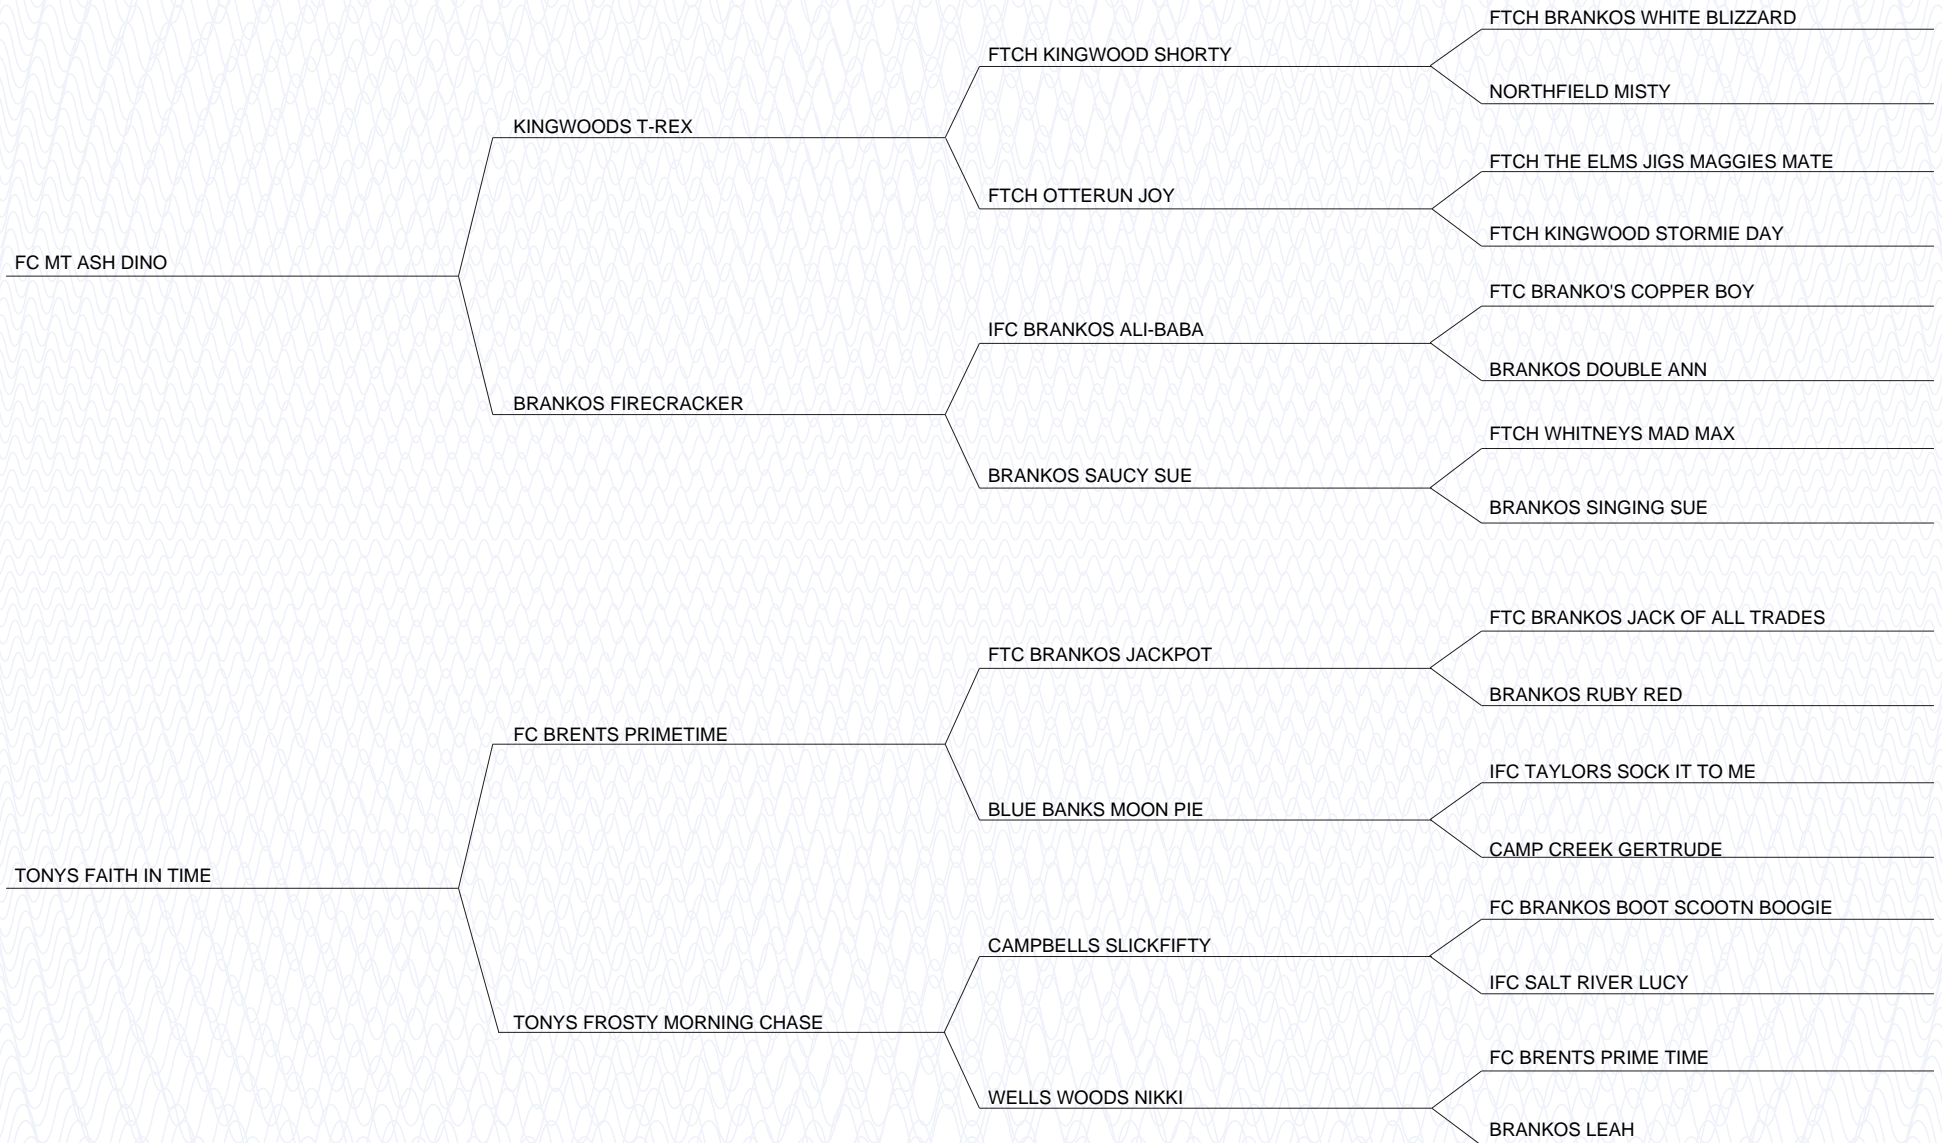 FTCH BRANKOS WHITE BLIZZARD
FTCH KINGWOOD SHORTY
NORTHFIELD MISTY
KINGWOODS T-REX
FTCH THE ELMS JIGS MAGGIES MATE
FTCH OTTERUN JOY
FTCH KINGWOOD STORMIE DAY
FC MT ASH DINO
FTC BRANKO'S COPPER BOY
IFC BRANKOS ALI-BABA
BRANKOS DOUBLE ANN
BRANKOS FIRECRACKER
FTCH WHITNEYS MAD MAX
BRANKOS SAUCY SUE
BRANKOS SINGING SUE
FTC BRANKOS JACK OF ALL TRADES
FTC BRANKOS JACKPOT
BRANKOS RUBY RED
FC BRENTS PRIMETIME
IFC TAYLORS SOCK IT TO ME
BLUE BANKS MOON PIE
CAMP CREEK GERTRUDE
TONYS FAITH IN TIME
FC BRANKOS BOOT SCOOTN BOOGIE
CAMPBELLS SLICKFIFTY
IFC SALT RIVER LUCY
TONYS FROSTY MORNING CHASE
FC BRENTS PRIME TIME
WELLS WOODS NIKKI
BRANKOS LEAH